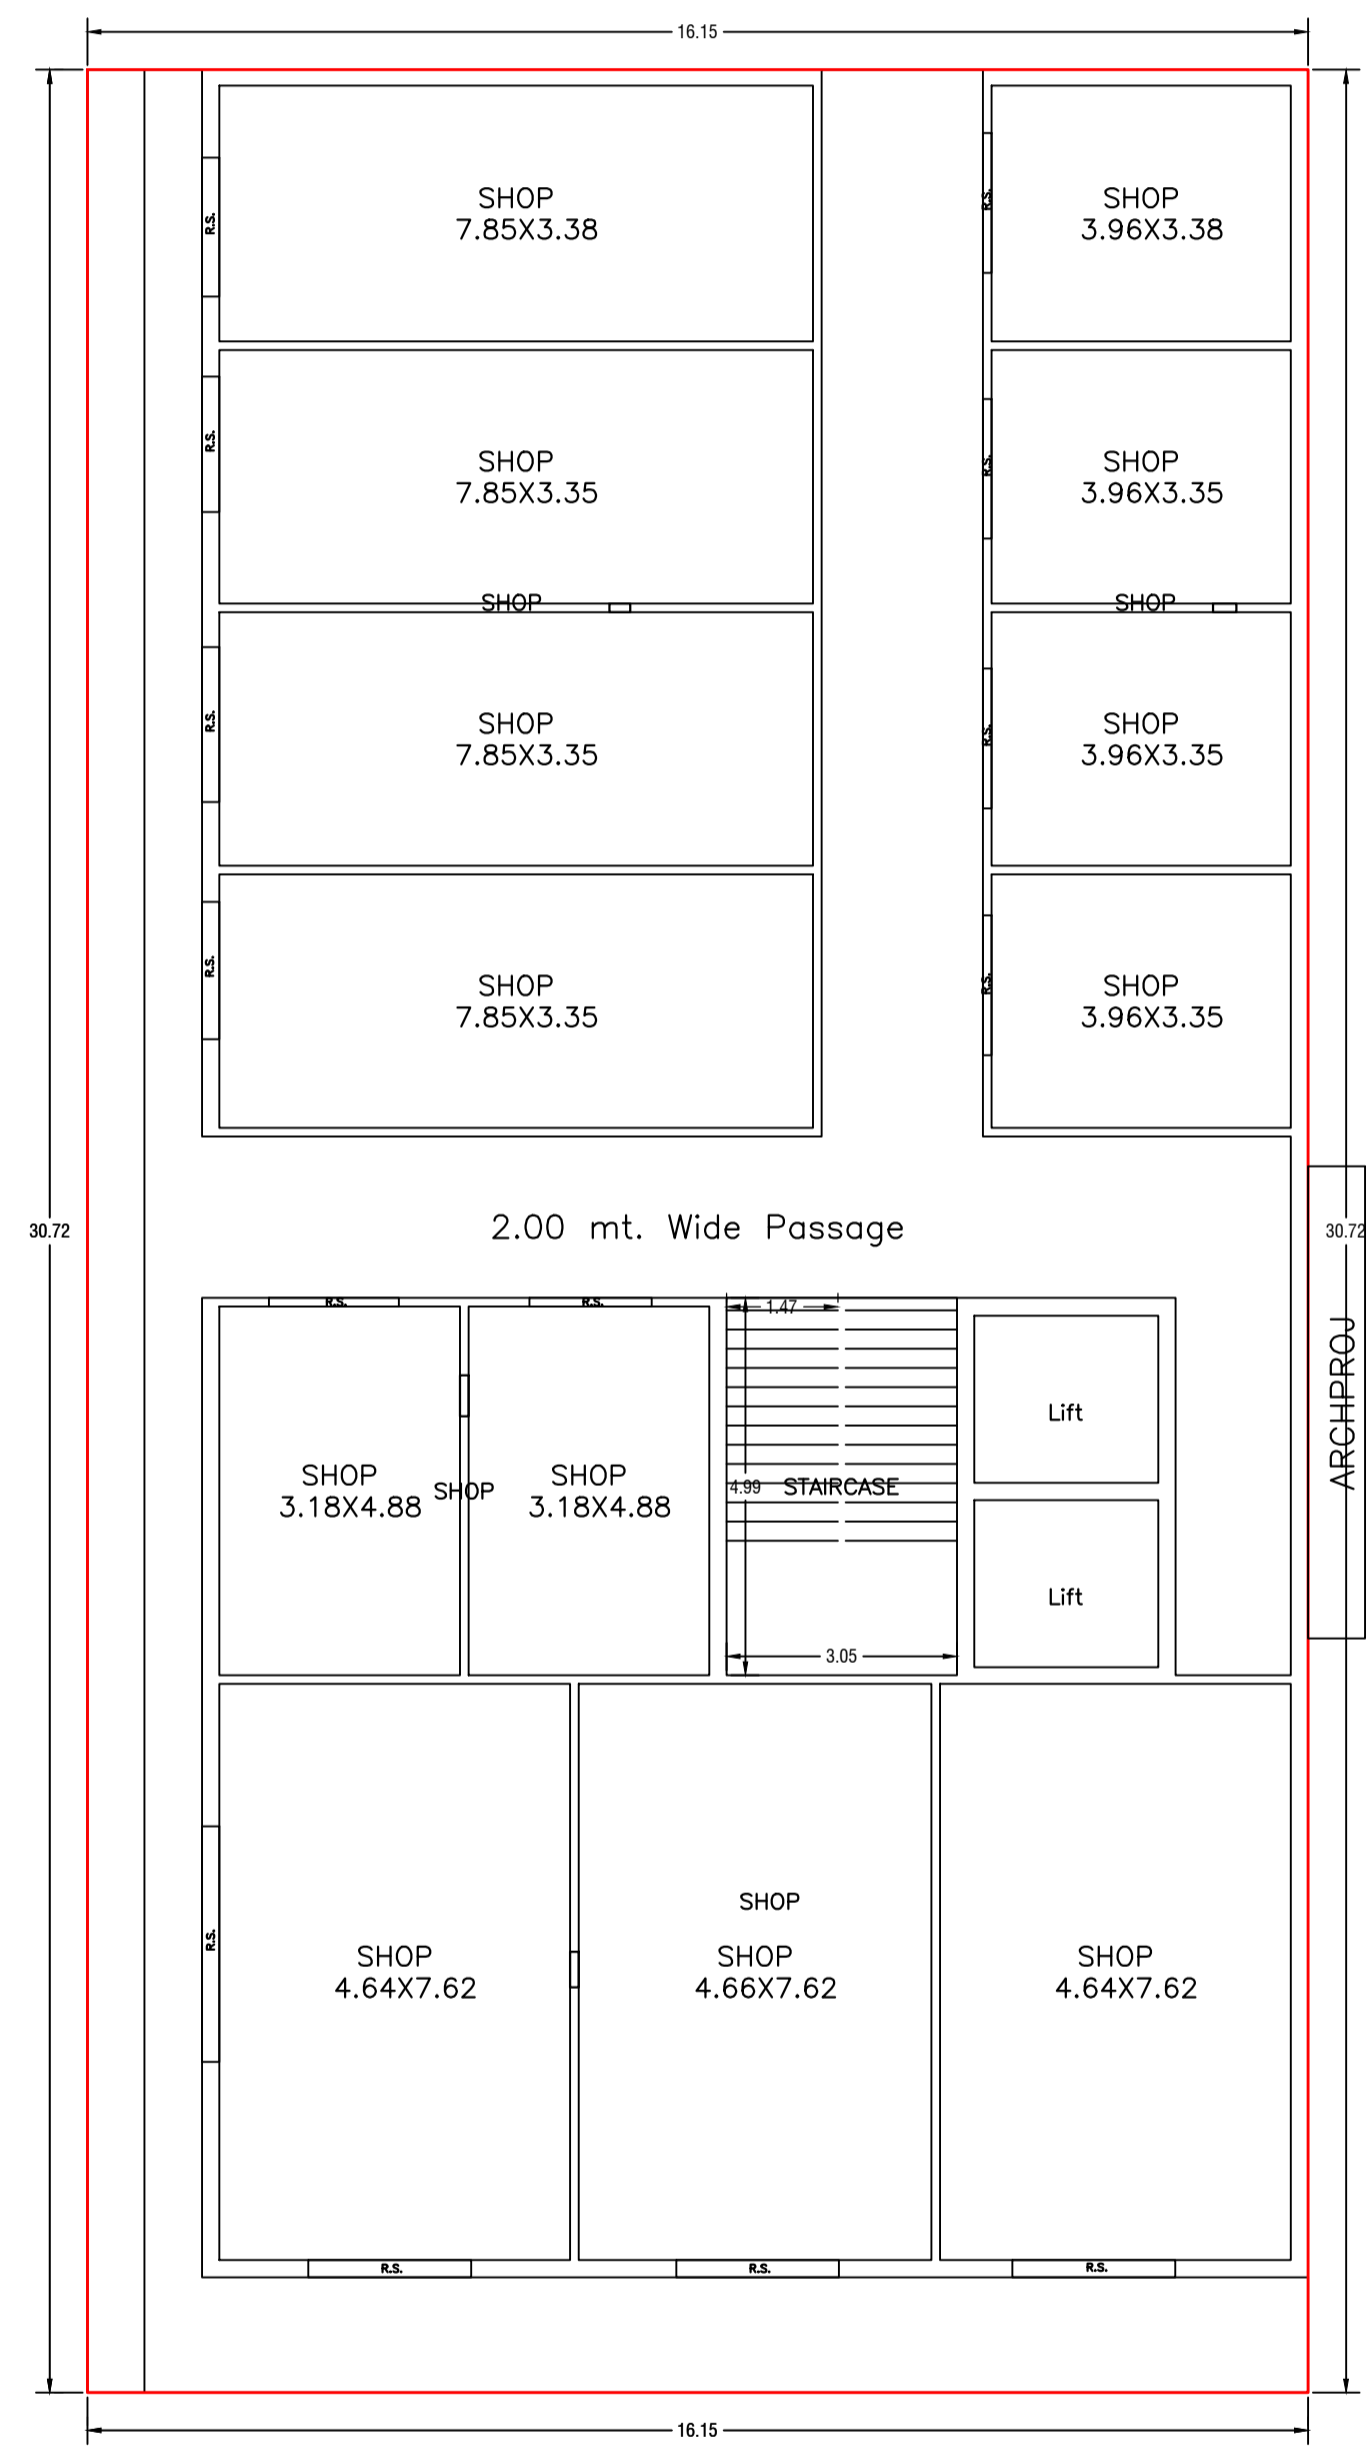 16.15
SHOP
7.85X3.38
SHOP
3.96X3.38
R.S.
R.S.
SHOP
7.85X3.35
SHOP
3.96X3.35
R.S.
R.S.
SHOP
SHOP
SHOP
7.85X3.35
SHOP
3.96X3.35
R.S.
R.S.
SHOP
7.85X3.35
SHOP
3.96X3.35
R.S.
R.S.
2.00 mt. Wide Passage
30.72
30.72
R.S.
R.S.
1.47
Lift
ARCHPROJ
SHOP
3.18X4.88
SHOP
SHOP
3.18X4.88
4.99
STAIRCASE
Lift
3.05
SHOP
R.S.
SHOP
4.64X7.62
SHOP
4.66X7.62
SHOP
4.64X7.62
R.S.
R.S.
R.S.
16.15